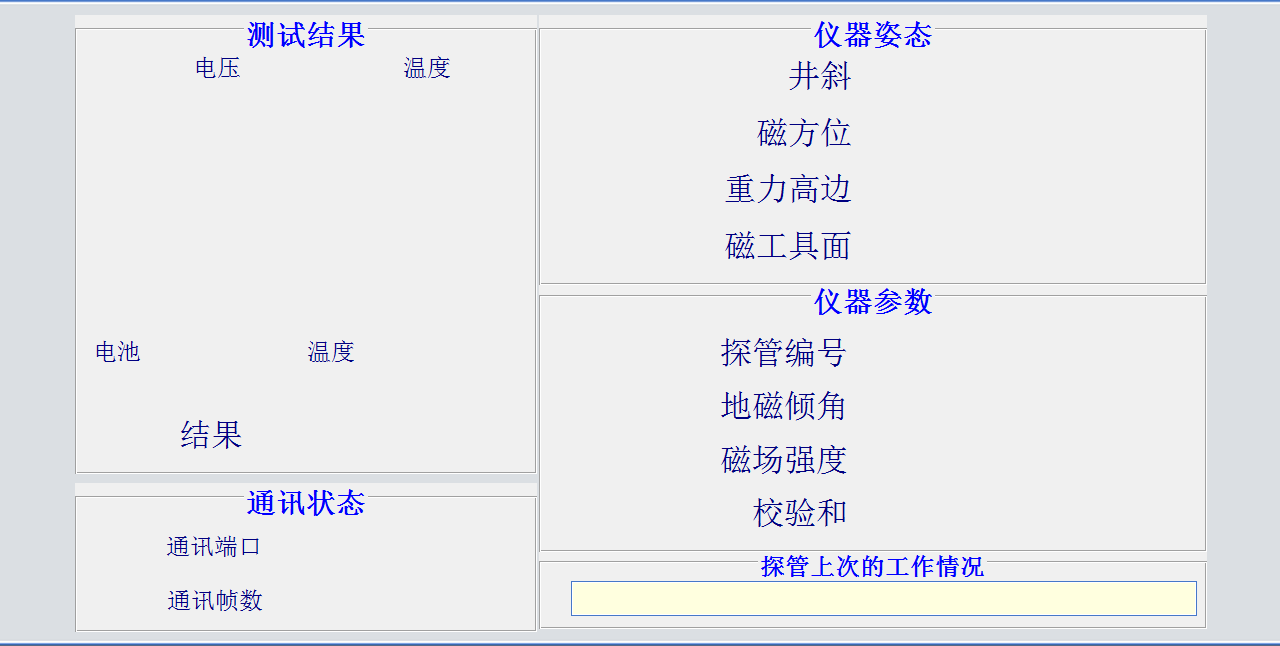 测试结果
电压 温度
电池 温度
结果
通讯状态
通讯端口
通讯帧数
仪器姿态
井斜
磁方位
重力高边
磁工具面
仪器参数
探管编号
地磁倾角
磁场强度
校验和
探管上次的工作情况